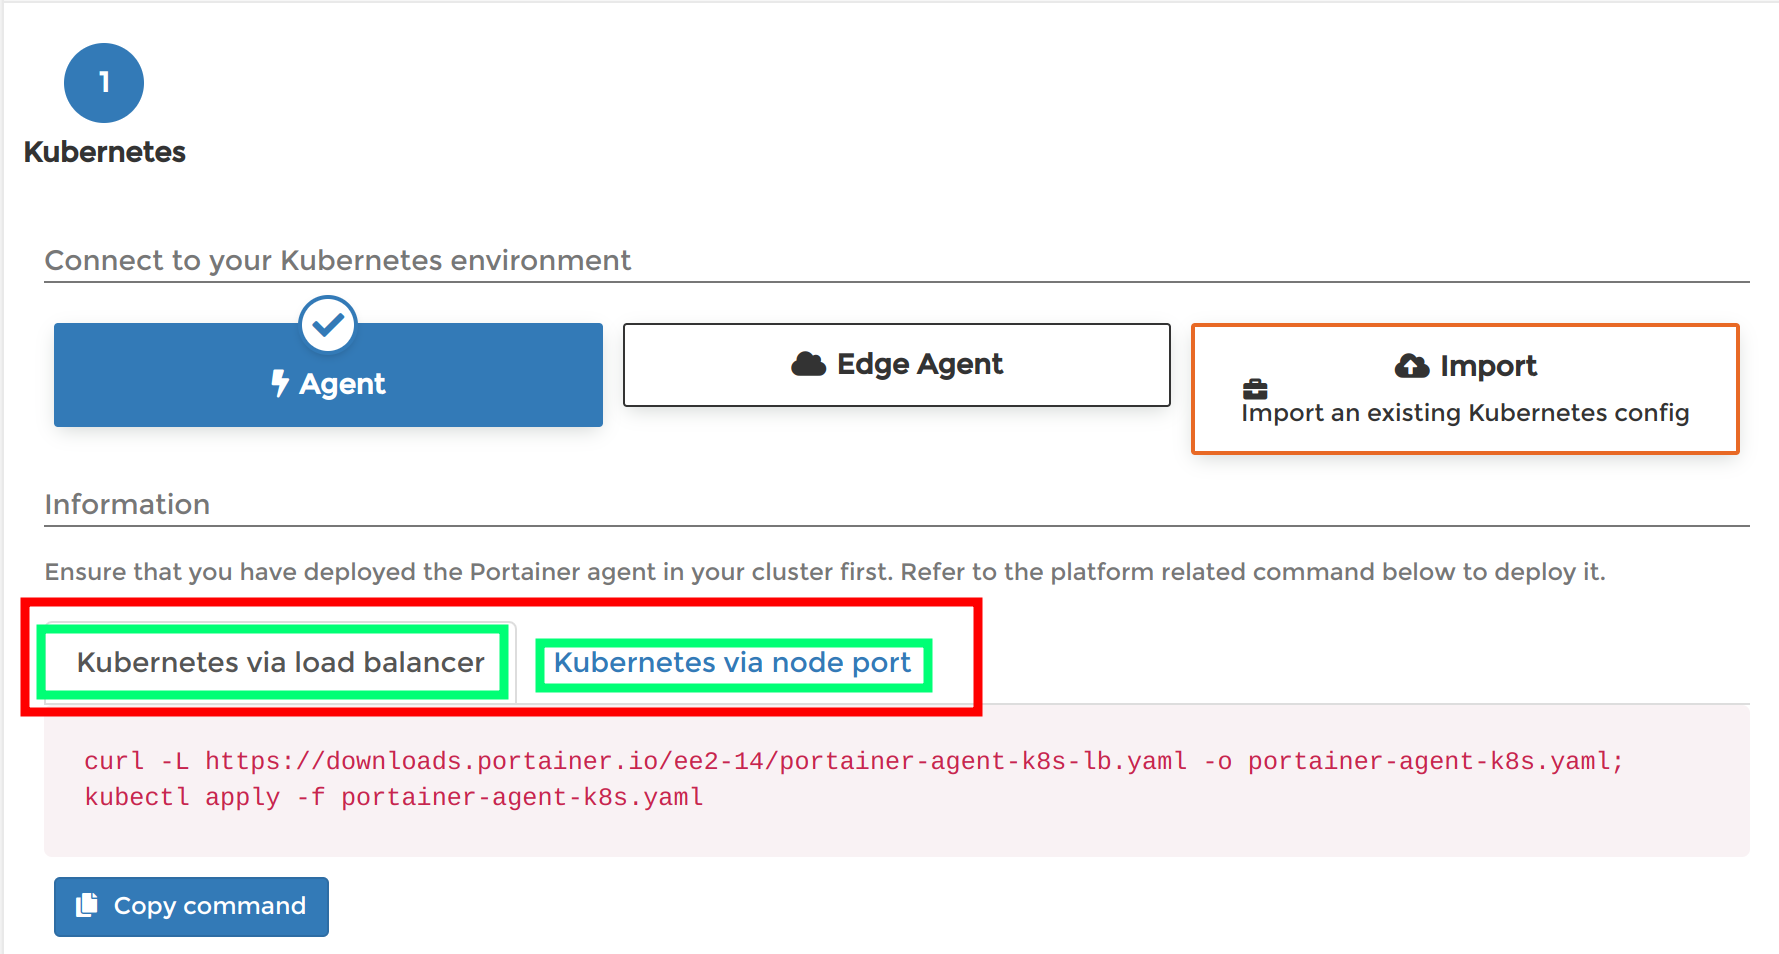 1
Kubernetes
Connect to your Kubernetes environment
Agent
Edge Agent
Import
Import an existing Kubernetes config
Information
Ensure that you have deployed the Portainer agent in your cluster first. Refer to the platform related command below to deploy it.
Kubernetes via load balancer
Kubernetes via node port
curl -L https://downloads.portainer.io/ee2-14/portainer-agent-k8s-lb.yaml -o portainer-agent-k8s.yaml;
kubectl apply -f portainer-agent-k8s.yaml
Copy command